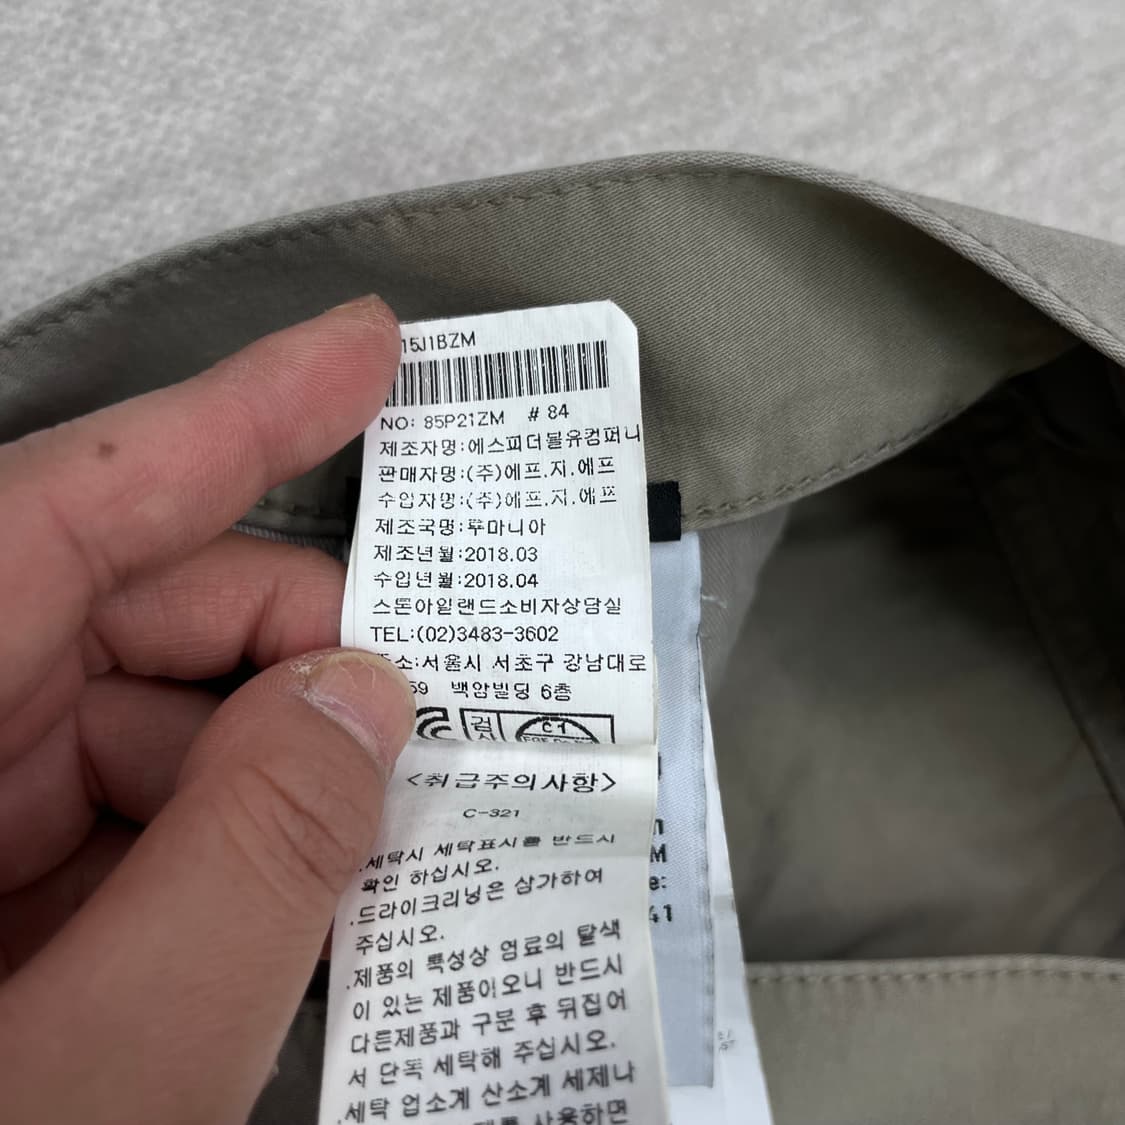 15J1BZM
NO: 85P21ZM # 84
제조자명:에스피더블유컴퍼니
판매자명:(주)에프.지.에프
수입자명:(주)에프.지.에프
제조국명:루마니아
제조년월:2018.03
수입년월:2018.04
스톤아일랜드소비자상담실
TEL:(02)3483-3602
주소:서울시 서초구 강남대로
59 백암빌딩 6층
검
C1
<취급주의사항>
C-321
.세탁시 세탁표시를 반드시
확인 하십시오.
.드라이크리닝은 삼가하여
주십시오.
.제품의 특성상 염료의 탈색
이 있는 제품이오니 반드시
다른제품과 구분 후 뒤집어
서 단독 세탁해 주십시오.
.세탁 업소계 산소계 세제나
사용하면
M
e:
41